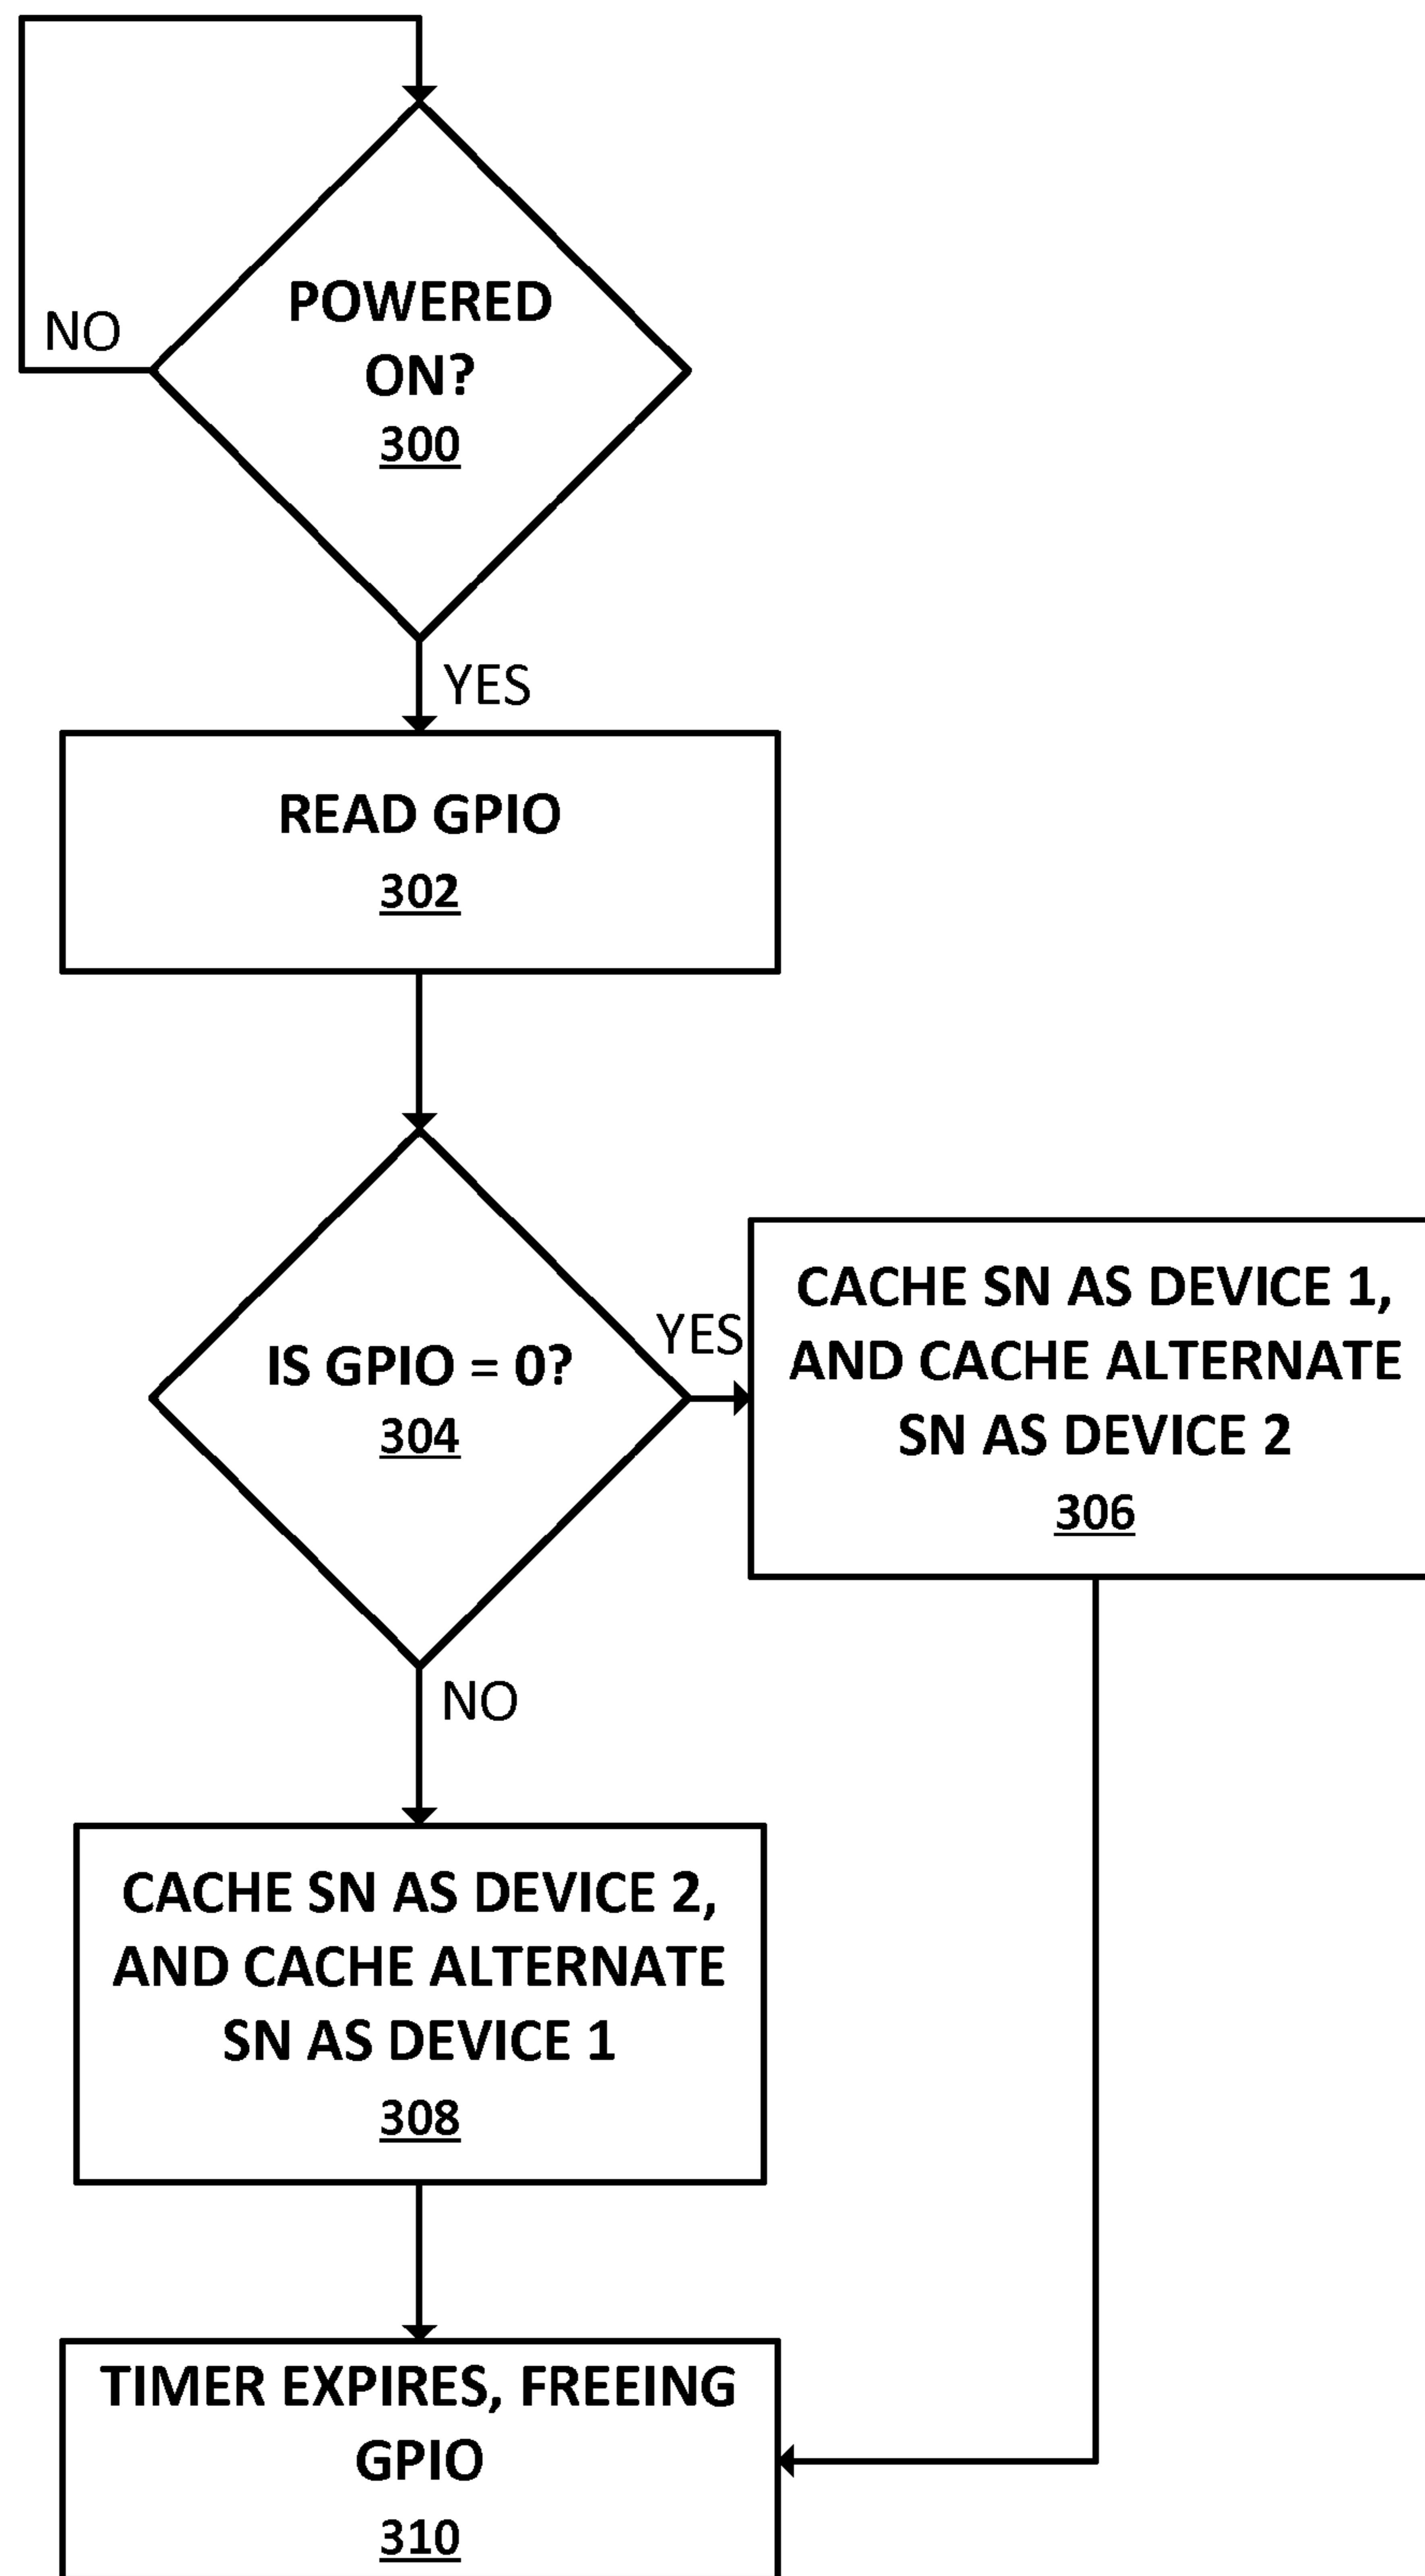 POWERED
ON?
300
NO
YES
READ GPIO
302
IS GPIO = 0?
304
YES
CACHE SN AS DEVICE 1,
AND CACHE ALTERNATE
SN AS DEVICE 2
306
NO
CACHE SN AS DEVICE 2,
AND CACHE ALTERNATE
SN AS DEVICE 1
308
TIMER EXPIRES, FREEING
GPIO
310